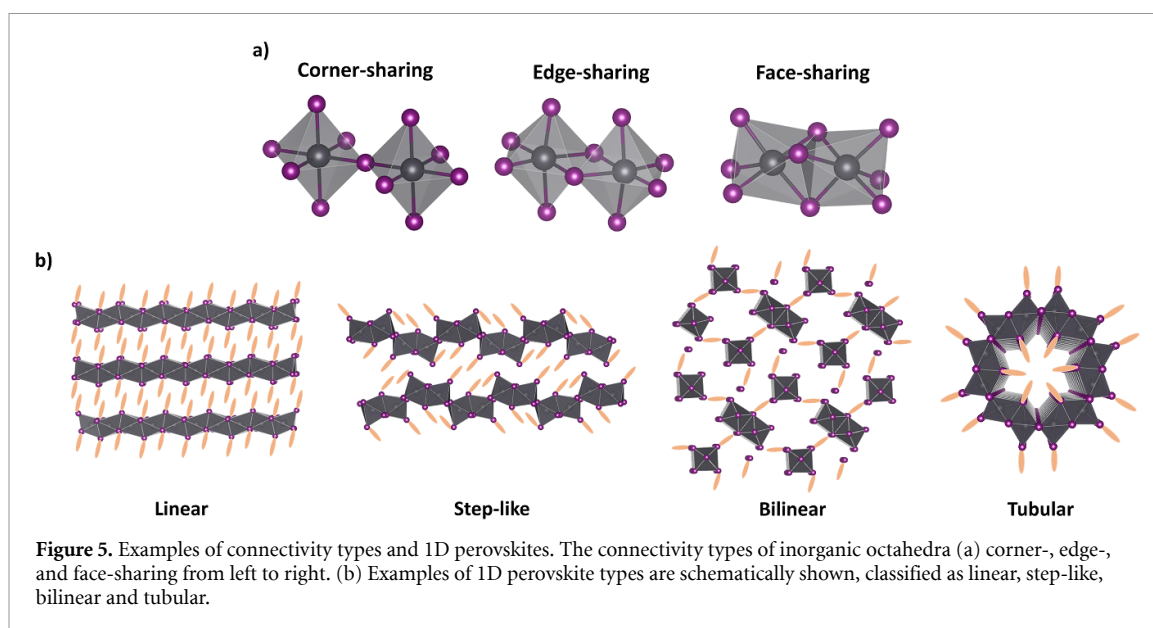 a)
Corner-sharing Edge-sharing Face-sharing
b)
Linear Step-like Bilinear Tubular
Figure 5. Examples of connectivity types and 1D perovskites. The connectivity types of inorganic octahedra (a) corner-, edge-,
and face-sharing from left to right. (b) Examples of 1D perovskite types are schematically shown, classified as linear, step-like,
bilinear and tubular.